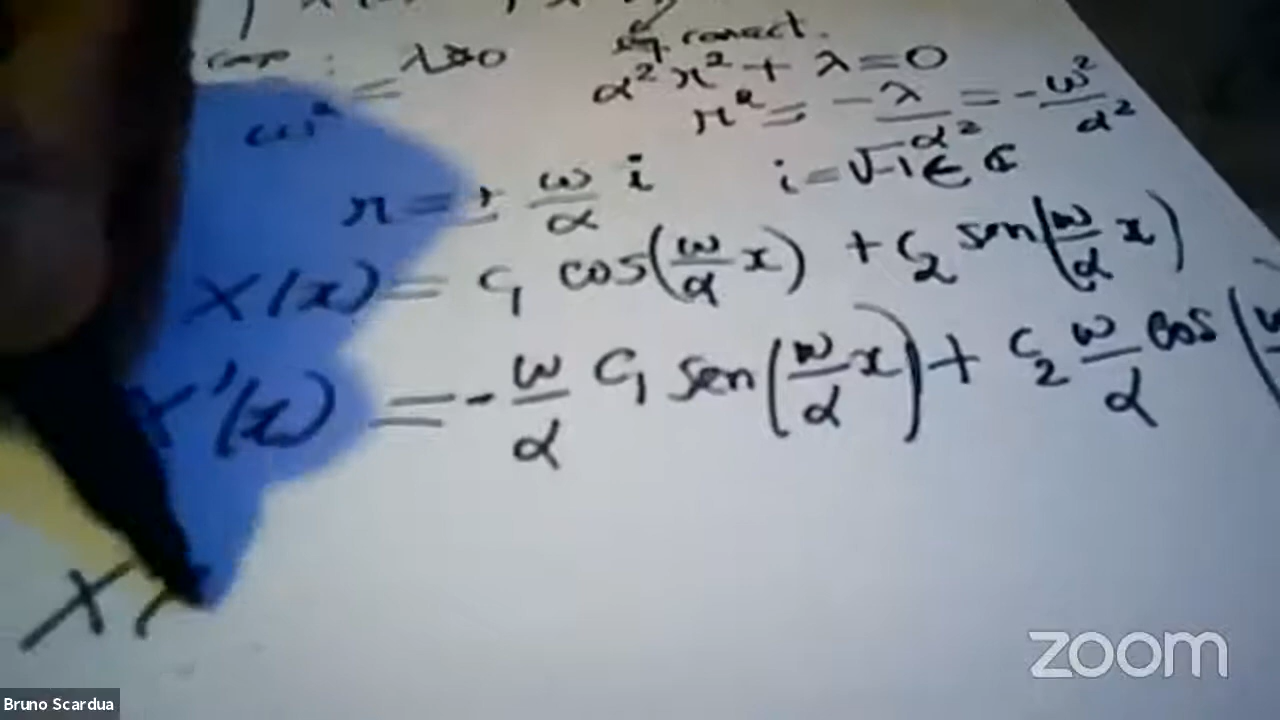 : λ>0 eq. caract.
ω² = α²r² + λ = 0
r² = -λ/α² = -ω²/α²
r = ± ω/α i i = √-1 ∈ ℂ
X(x) = C₁ cos(ω/α x) + C₂ sen(ω/α x)
X'(x) = -ω/α C₁ sen(ω/α x) + C₂ ω/α cos(
X(
zoom
Bruno Scardua